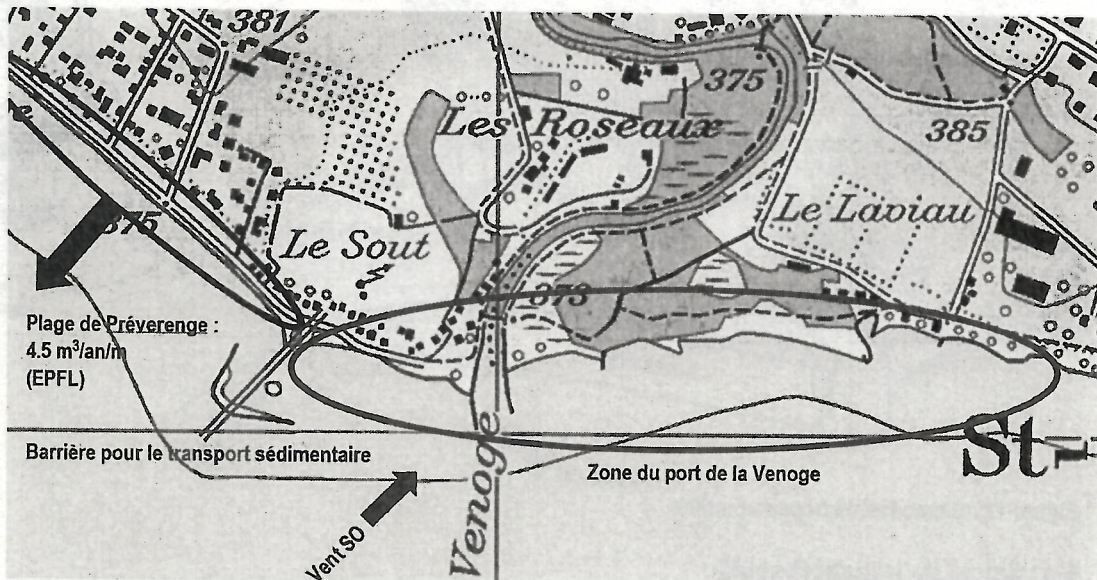 381
375
Les Roseaux
385
Le Laviau
375
Le Sout
373
Plage de Préverenge :
4.5 m³/an/m
(EPFL)
St
Barrière pour le transport sédimentaire
Zone du port de la Venoge
Vent SO
Venoge